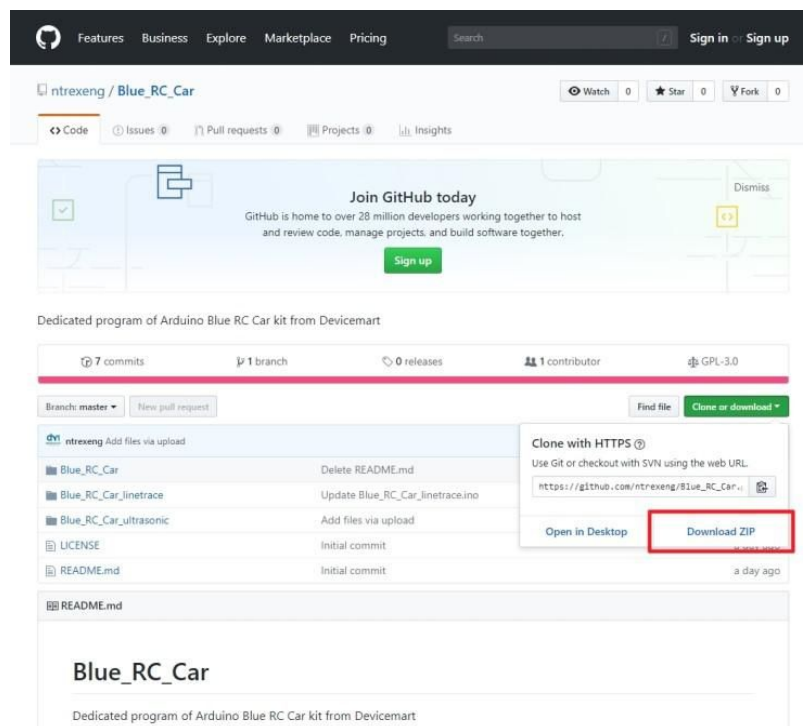 Features Business Explore Marketplace Pricing Search / Sign in or Sign up
ntrexeng / Blue_RC_Car Watch 0 Star 0 Fork 0
Code Issues 0 Pull requests 0 Projects 0 Insights
Dismiss
Join GitHub today
GitHub is home to over 28 million developers working together to host
and review code, manage projects, and build software together.
Sign up
Dedicated program of Arduino Blue RC Car kit from Devicemart
7 commits 1 branch 0 releases 1 contributor GPL-3.0
Branch: master New pull request Find file Clone or download
ntrexeng Add files via upload
Blue_RC_Car Delete README.md
Blue_RC_Car_linetrace Update Blue_RC_Car_linetrace.ino
Blue_RC_Car_ultrasonic Add files via upload
LICENSE Initial commit
README.md Initial commit a day ago
Clone with HTTPS
Use Git or checkout with SVN using the web URL.
https://github.com/ntrexeng/Blue_RC_Car.
Open in Desktop Download ZIP
README.md
Blue_RC_Car
Dedicated program of Arduino Blue RC Car kit from Devicemart